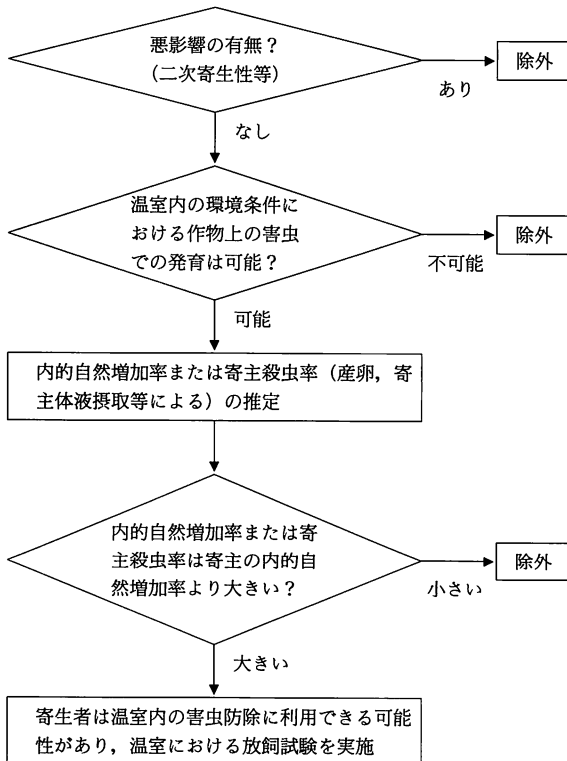 悪影響の有無？
（二次寄生性等）
除外
あり
なし
温室内の環境条件に
おける作物上の害虫
での発育は可能？
除外
不可能
可能
内的自然増加率または寄主殺虫率（産卵，寄
主体液摂取等による）の推定
内的自然増加率または寄
主殺虫率は寄主の内的自
然増加率より大きい？
除外
小さい
大きい
寄生者は温室内の害虫防除に利用できる可能
性があり，温室における放飼試験を実施